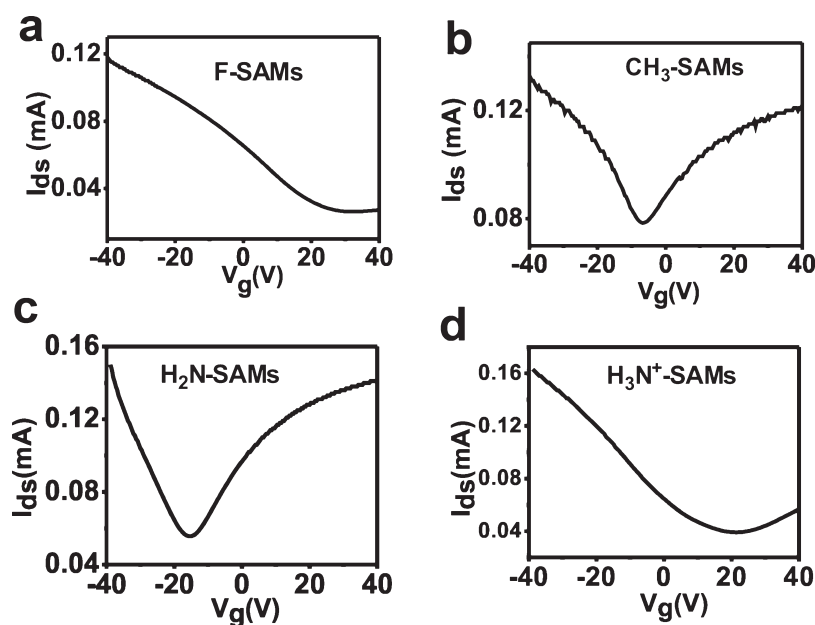 a
F-SAMs
0.12
0.08
0.04
Ids (mA)
-40 -20 0 20 40
Vg(V)
b
CH3-SAMs
0.12
0.08
Ids (mA)
-40 -20 0 20 40
Vg(V)
c
H2N-SAMs
0.16
0.12
0.08
0.04
Ids(mA)
-40 -20 0 20 40
Vg(V)
d
H3N+-SAMs
0.16
0.12
0.08
0.04
Ids(mA)
-40 -20 0 20 40
Vg(V)